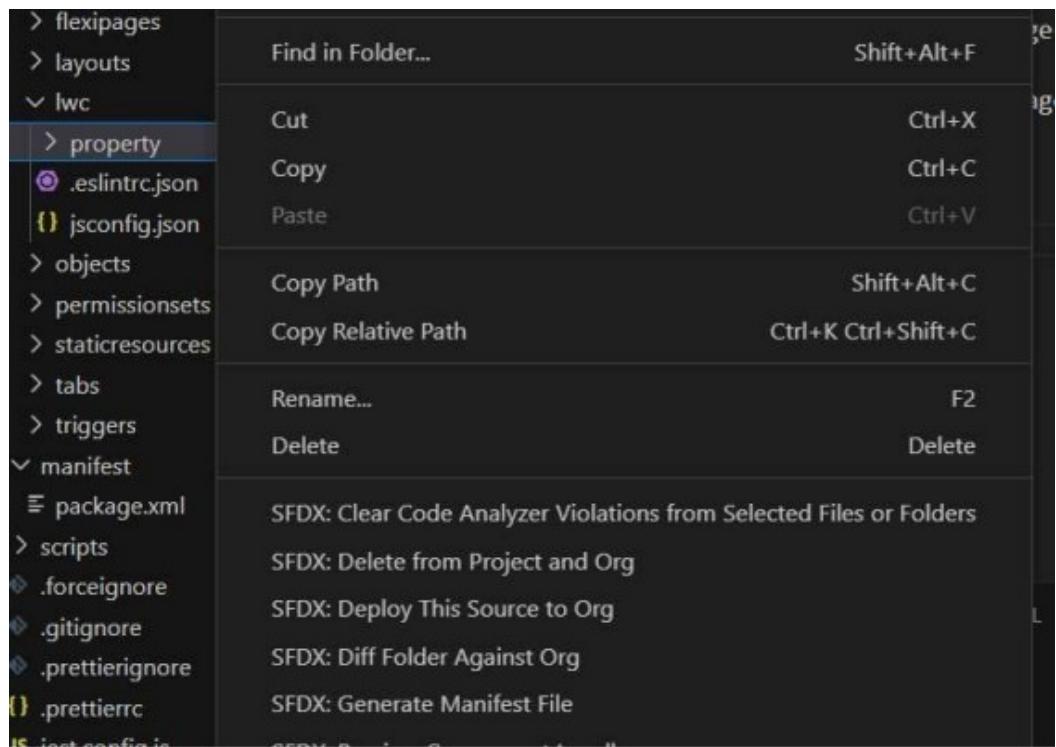 flexipages
layouts
lwc
property
.eslintrc.json
jsconfig.json
objects
permissionsets
staticresources
tabs
triggers
manifest
package.xml
scripts
.forceignore
.gitignore
.prettierignore
.prettierrc
Find in Folder... Shift+Alt+F
Cut Ctrl+X
Copy Ctrl+C
Paste Ctrl+V
Copy Path Shift+Alt+C
Copy Relative Path Ctrl+K Ctrl+Shift+C
Rename... F2
Delete Delete
SFDX: Clear Code Analyzer Violations from Selected Files or Folders
SFDX: Delete from Project and Org
SFDX: Deploy This Source to Org
SFDX: Diff Folder Against Org
SFDX: Generate Manifest File